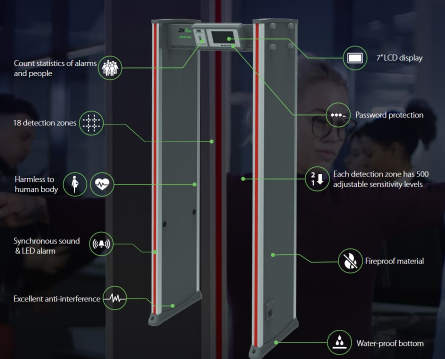 Count statistics of alarms
and people
7" LCD display
18 detection zones
Password protection
Harmless to
human body
Each detection zone has 500
adjustable sensitivity levels
Synchronous sound
& LED alarm
Fireproof material
Excellent anti-interference
Water-proof bottom